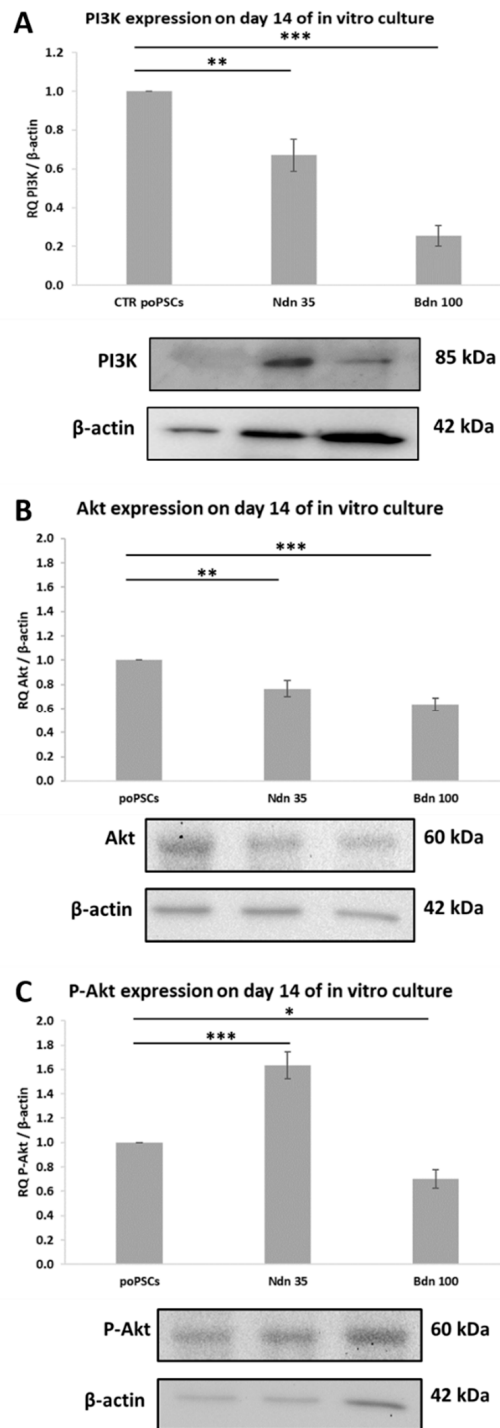 A
PI3K expression on day 14 of in vitro culture
***
**
1.2
1.0
0.8
0.6
0.4
0.2
0.0
RQ PI3K / β-actin
CTR poPSCs Ndn 35 Bdn 100
PI3K 85 kDa
β-actin 42 kDa
B
Akt expression on day 14 of in vitro culture
2.0
1.8
1.6
1.4
1.2
1.0
0.8
0.6
0.4
0.2
0.0
***
**
RQ Akt / β-actin
poPSCs Ndn 35 Bdn 100
Akt 60 kDa
β-actin 42 kDa
C
P-Akt expression on day 14 of in vitro culture
2.0
1.8
1.6
1.4
1.2
1.0
0.8
0.6
0.4
0.2
0.0
*
***
RQ P-Akt / β-actin
poPSCs Ndn 35 Bdn 100
P-Akt 60 kDa
β-actin 42 kDa